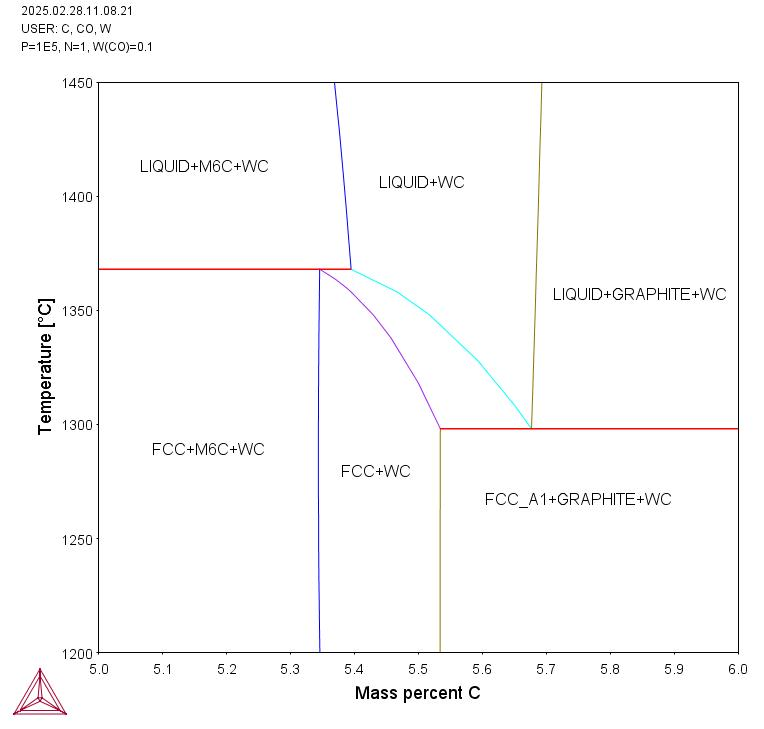 2025.02.28.11.08.21
USER: C, CO, W
P=1E5, N=1, W(CO)=0.1
1450
LIQUID+M6C+WC
LIQUID+WC
1400
LIQUID+GRAPHITE+WC
1350
Temperature [°C]
1300
FCC+M6C+WC
FCC+WC
FCC_A1+GRAPHITE+WC
1250
1200
5.0 5.1 5.2 5.3 5.4 5.5 5.6 5.7 5.8 5.9 6.0
Mass percent C